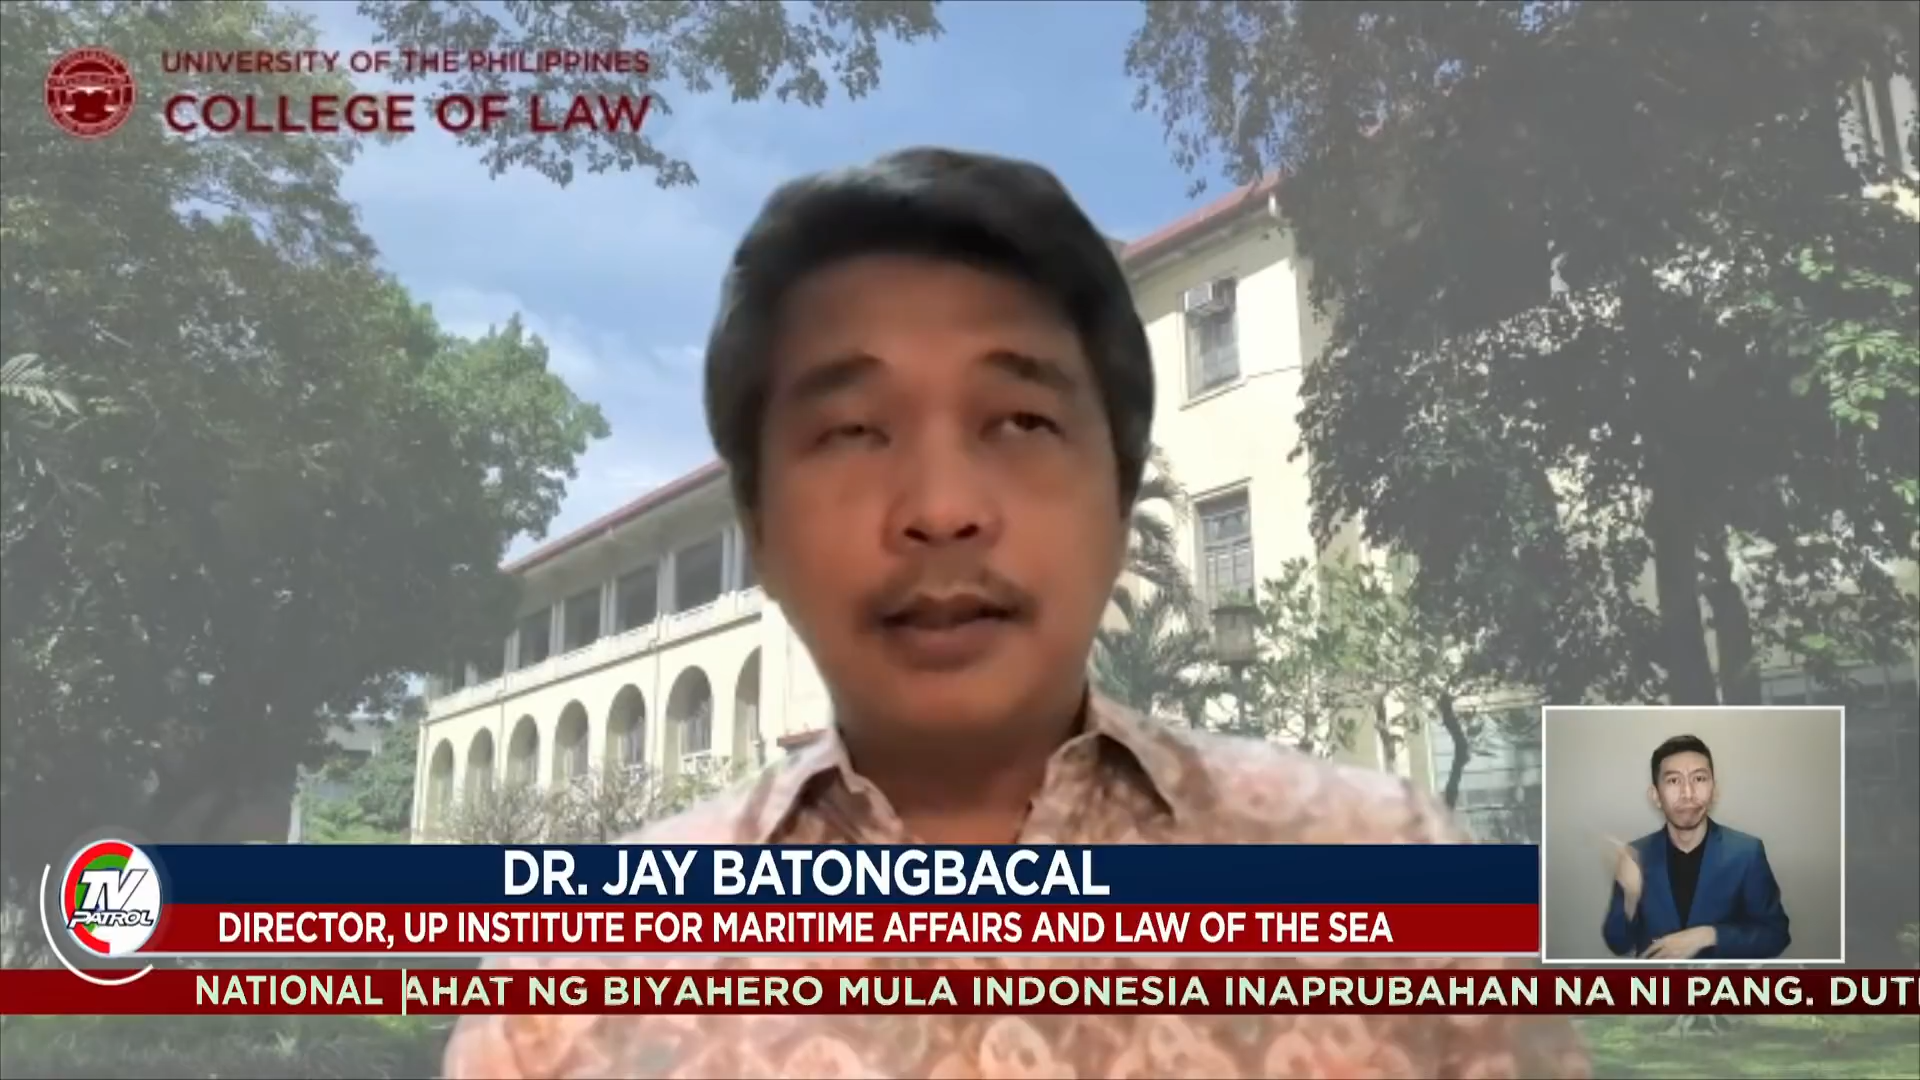 UNIVERSITY OF THE PHILIPPINES
COLLEGE OF LAW
DR. JAY BATONGBACAL
TV PATROL
DIRECTOR, UP INSTITUTE FOR MARITIME AFFAIRS AND LAW OF THE SEA
NATIONAL AHAT NG BIYAHERO MULA INDONESIA INAPRUBAHAN NA NI PANG. DUT